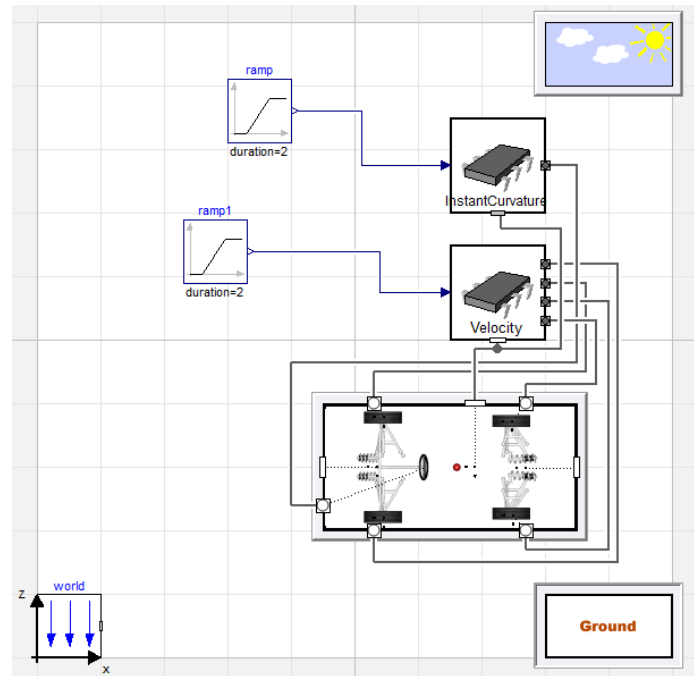 ramp
duration=2
InstantCurvature
ramp1
duration=2
Velocity
world
z
x
Ground